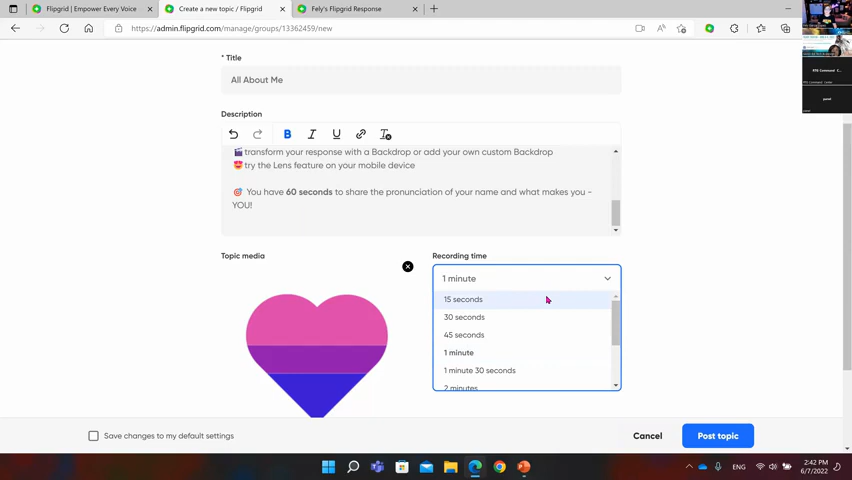 Flipgrid | Empower Every Voice
Create a new topic / Flipgrid
Fely's Flipgrid Response
https://admin.flipgrid.com/manage/groups/13362459/new
* Title
All About Me
Description
B I U
transform your response with a Backdrop or add your own custom Backdrop
try the Lens feature on your mobile device
You have 60 seconds to share the pronunciation of your name and what makes you -
YOU!
Topic media
Recording time
1 minute
15 seconds
30 seconds
45 seconds
1 minute
1 minute 30 seconds
2 minutes
Save changes to my default settings
Cancel
Post topic
ENG
2:42 PM
6/7/2022